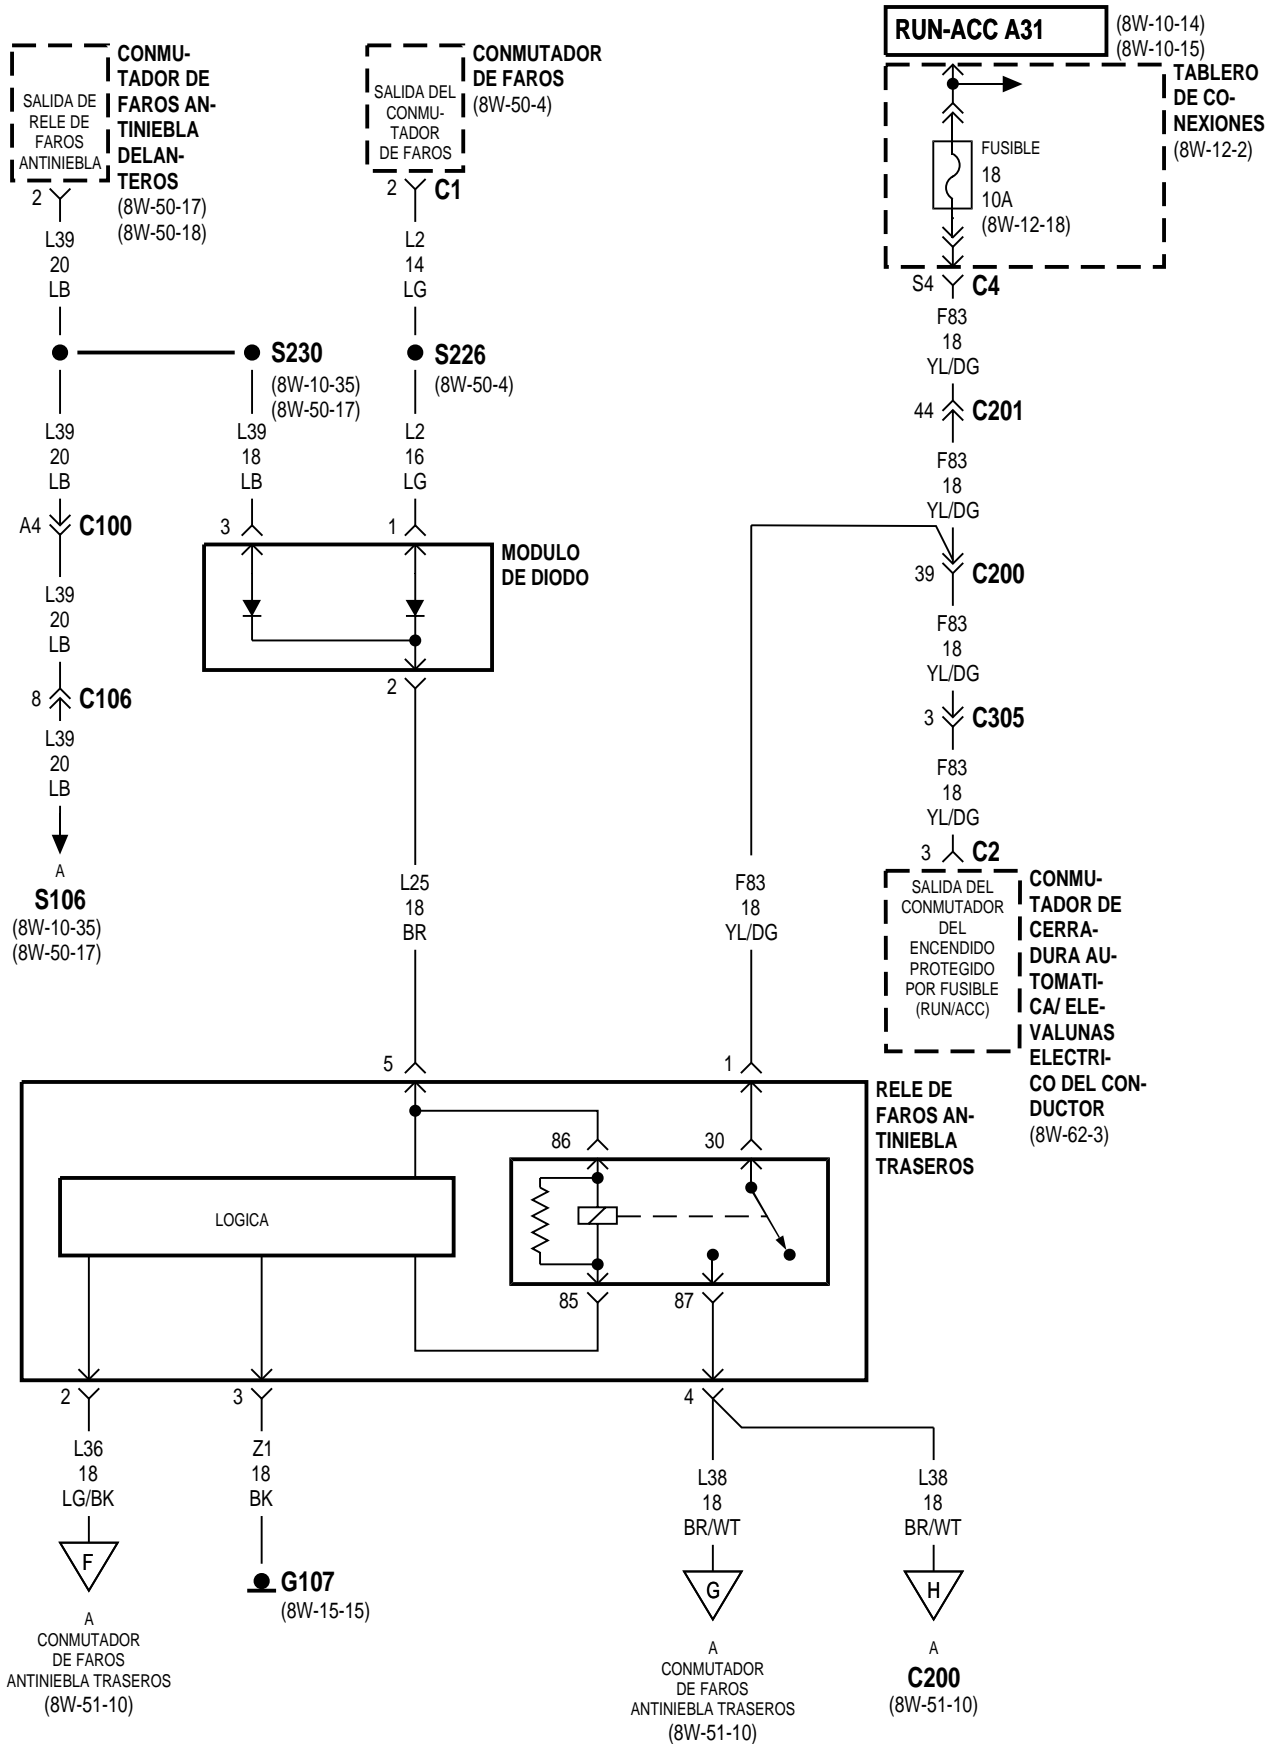 CONMU-
TADOR DE
FAROS AN-
TINIEBLA
DELAN-
TEROS
(8W-50-17)
(8W-50-18)
SALIDA DE
RELE DE
FAROS
ANTINIEBLA
2
L39
20
LB
CONMUTADOR
DE FAROS
(8W-50-4)
SALIDA DEL
CONMU-
TADOR
DE FAROS
2
C1
L2
14
LG
RUN-ACC A31
(8W-10-14)
(8W-10-15)
TABLERO
DE CO-
NEXIONES
(8W-12-2)
FUSIBLE
18
10A
(8W-12-18)
S4
C4
F83
18
YL/DG
S230
(8W-10-35)
(8W-50-17)
S226
(8W-50-4)
L39
20
LB
L39
18
LB
L2
16
LG
44
C201
F83
18
YL/DG
A4
C100
3
1
MODULO
DE DIODO
39
C200
L39
20
LB
F83
18
YL/DG
8
C106
2
3
C305
L39
20
LB
F83
18
YL/DG
A
S106
(8W-10-35)
(8W-50-17)
L25
18
BR
F83
18
YL/DG
3
C2
SALIDA DEL
CONMUTADOR
DEL
ENCENDIDO
PROTEGIDO
POR FUSIBLE
(RUN/ACC)
CONMU-
TADOR DE
CERRA-
DURA AU-
TOMATI-
CA/ ELE-
VALUNAS
ELECTRI-
CO DEL CON-
DUCTOR
(8W-62-3)
5
1
RELE DE
FAROS AN-
TINIEBLA
TRASEROS
86
30
LOGICA
85
87
2
3
4
L36
18
LG/BK
Z1
18
BK
L38
18
BR/WT
L38
18
BR/WT
F
A
CONMUTADOR
DE FAROS
ANTINIEBLA TRASEROS
(8W-51-10)
G107
(8W-15-15)
G
A
CONMUTADOR
DE FAROS
ANTINIEBLA TRASEROS
(8W-51-10)
H
A
C200
(8W-51-10)